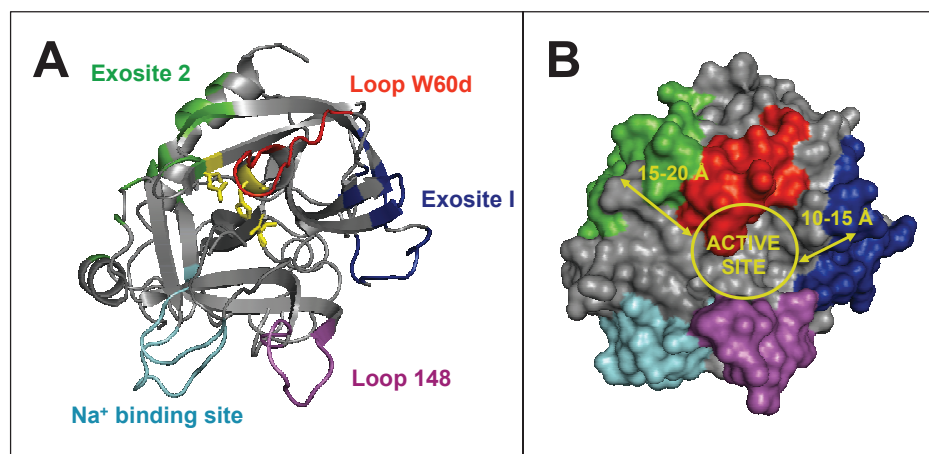 A
Exosite 2
Loop W60d
Exosite I
Loop 148
Na⁺ binding site
B
15-20 Å
10-15 Å
ACTIVE
SITE